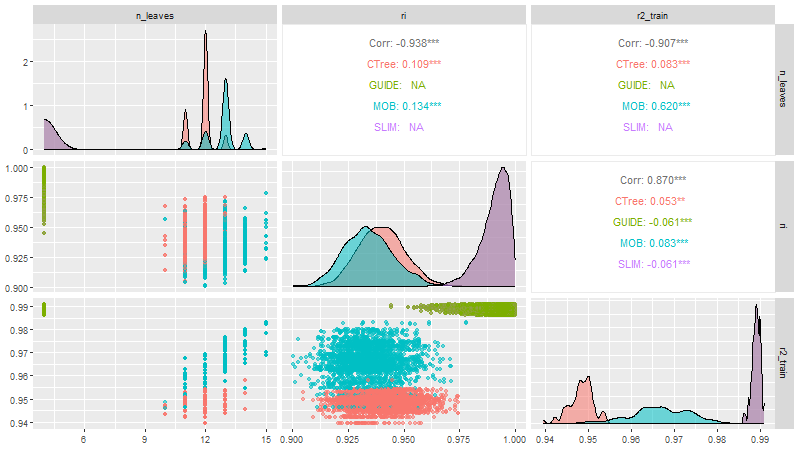 n_leaves ri r2_train
Corr: -0.938*** Corr: -0.907***
CTree: 0.109*** CTree: 0.083***
GUIDE: NA GUIDE: NA
MOB: 0.134*** MOB: 0.620***
SLIM: NA SLIM: NA
n_leaves
2
1
0
Corr: 0.870***
CTree: 0.053**
GUIDE: -0.061***
MOB: 0.083***
SLIM: -0.061***
ri
1.000
0.975
0.950
0.925
0.900
r2_train
0.99
0.98
0.97
0.96
0.95
0.94
6 9 12 15 0.900 0.925 0.950 0.975 1.000 0.94 0.95 0.96 0.97 0.98 0.99